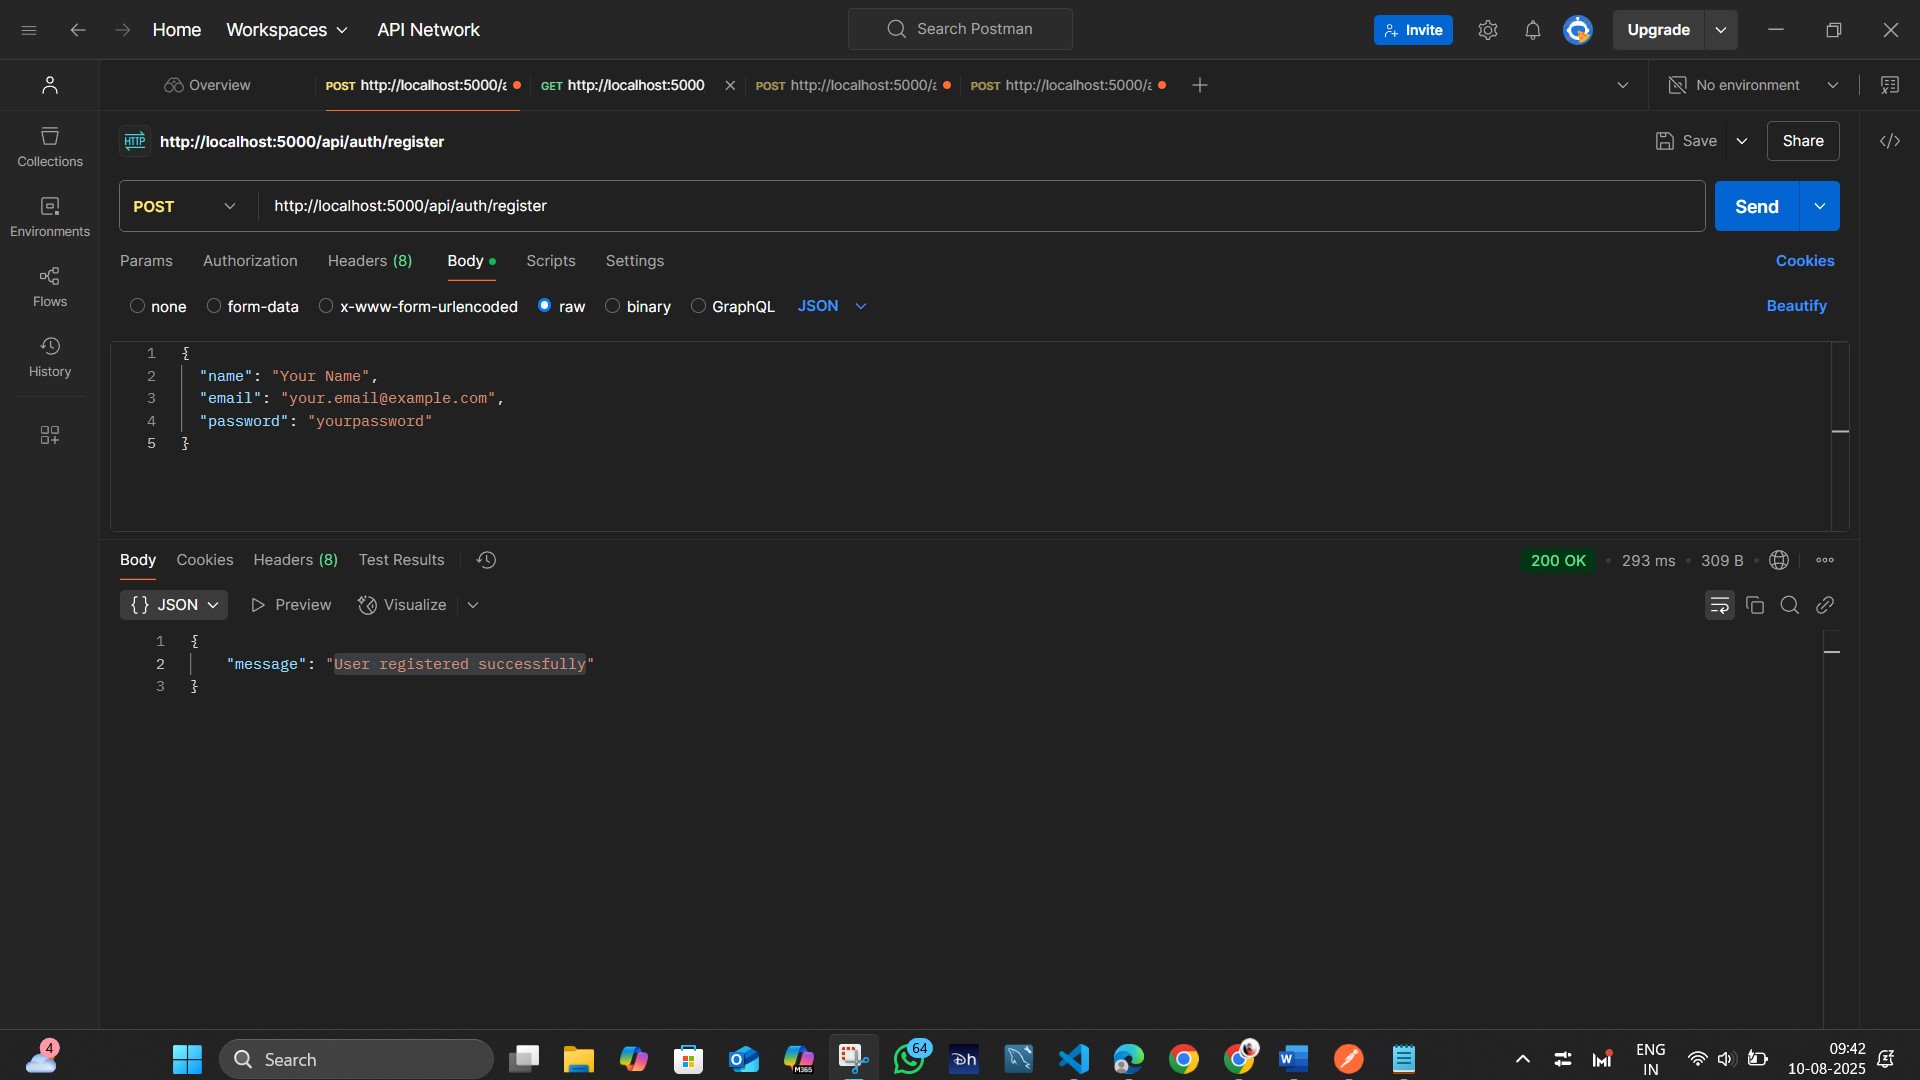 Home Workspaces API Network Search Postman Invite Upgrade
Overview POST http://localhost:5000/a GET http://localhost:5000 POST http://localhost:5000/a POST http://localhost:5000/a No environment
HTTP http://localhost:5000/api/auth/register Save Share
Collections
POST http://localhost:5000/api/auth/register Send
Environments
Params Authorization Headers (8) Body Scripts Settings Cookies
Flows
none form-data x-www-form-urlencoded raw binary GraphQL JSON Beautify
History
1 {
2 "name": "Your Name",
3 "email": "your.email@example.com",
4 "password": "yourpassword"
5 }
Body Cookies Headers (8) Test Results 200 OK 293 ms 309 B
{} JSON Preview Visualize
1 {
2 "message": "User registered successfully"
3 }
4 Search M365 64 Dh W ENG 09:42
IN 10-08-2025